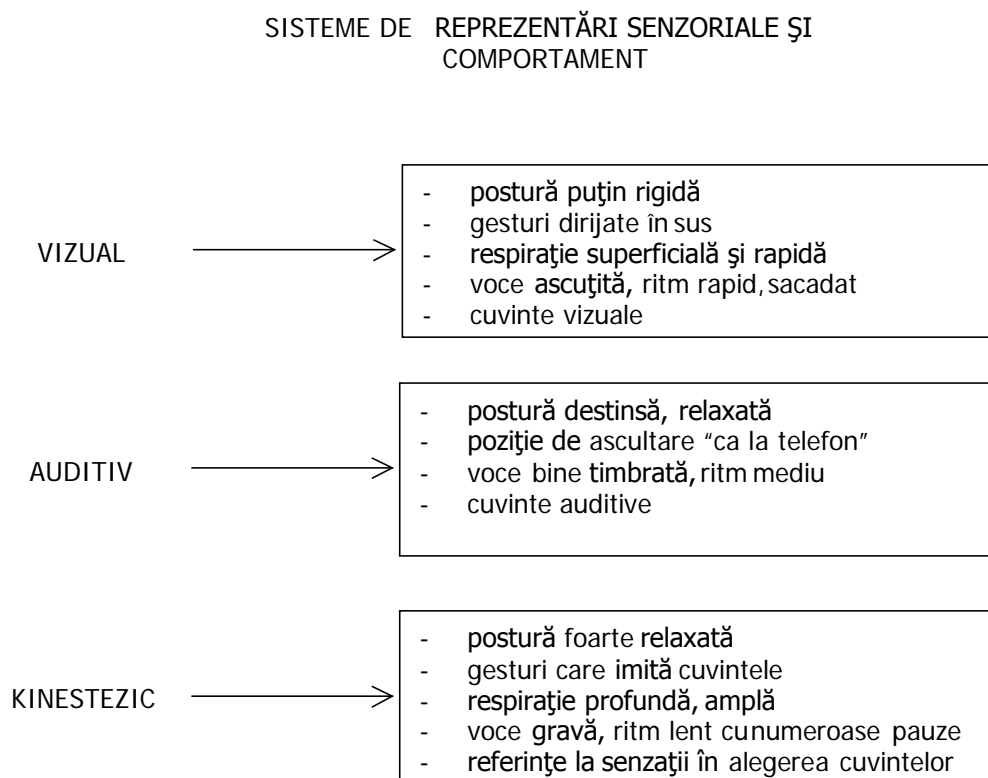 SISTEME DE REPREZENTĂRI SENZORIALE ŞI
COMPORTAMENT
VIZUAL
- postură puţin rigidă
- gesturi dirijate în sus
- respiraţie superficială şi rapidă
- voce ascuţită, ritm rapid, sacadat
- cuvinte vizuale
AUDITIV
- postură destinsă, relaxată
- poziţie de ascultare “ca la telefon”
- voce bine timbrată, ritm mediu
- cuvinte auditive
KINESTEZIC
- postură foarte relaxată
- gesturi care imită cuvintele
- respiraţie profundă, amplă
- voce gravă, ritm lent cunumeroase pauze
- referinţe la senzaţii în alegerea cuvintelor